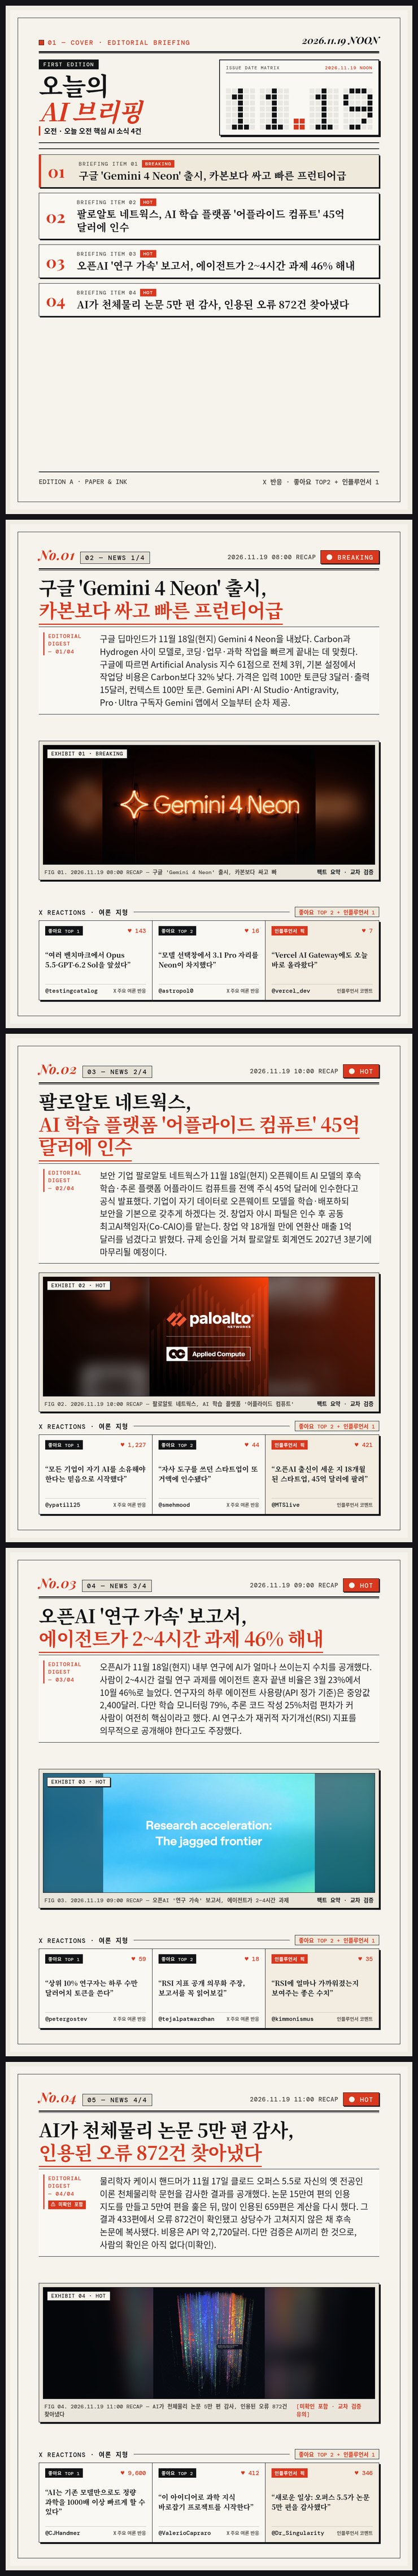 01 — COVER · EDITORIAL BRIEFING
2026.11.19 NOON
FIRST EDITION
오늘의
AI 브리핑
오전 · 오늘 오전 핵심 AI 소식 4건
ISSUE DATE MATRIX
2026.11.19 NOON
11.19
01
BRIEFING ITEM 01 BREAKING
구글 'Gemini 4 Neon' 출시, 카본보다 싸고 빠른 프런티어급
02
BRIEFING ITEM 02 HOT
팔로알토 네트웍스, AI 학습 플랫폼 '어플라이드 컴퓨트' 45억
달러에 인수
03
BRIEFING ITEM 03 HOT
오픈AI '연구 가속' 보고서, 에이전트가 2~4시간 과제 46% 해내
04
BRIEFING ITEM 04 HOT
AI가 천체물리 논문 5만 편 감사, 인용된 오류 872건 찾아냈다
EDITION A · PAPER & INK
X 반응 · 좋아요 TOP2 + 인플루언서 1
No.01
02 — NEWS 1/4
2026.11.19 08:00 RECAP
BREAKING
구글 'Gemini 4 Neon' 출시,
카본보다 싸고 빠른 프런티어급
EDITORIAL
DIGEST
— 01/04
구글 딥마인드가 11월 18일(현지) Gemini 4 Neon을 내놨다. Carbon과
Hydrogen 사이 모델로, 코딩·업무·과학 작업을 빠르게 끝내는 데 맞췄다.
구글에 따르면 Artificial Analysis 지수 61점으로 전체 3위, 기본 설정에서
작업당 비용은 Carbon보다 32% 낮다. 가격은 입력 100만 토큰당 3달러·출력
15달러, 컨텍스트 100만 토큰. Gemini API·AI Studio·Antigravity,
Pro·Ultra 구독자 Gemini 앱에서 오늘부터 순차 제공.
EXHIBIT 01 · BREAKING
Gemini 4 Neon
FIG 01. 2026.11.19 08:00 RECAP — 구글 'Gemini 4 Neon' 출시, 카본보다 싸고 빠
팩트 요약 · 교차 검증
X REACTIONS · 여론 지형
좋아요 TOP 2 + 인플루언서 1
좋아요 TOP 1
♥ 143
"여러 벤치마크에서 Opus
5.5·GPT-6.2 Sol을 앞섰다"
@testingcatalog
X 주요 여론 반응
좋아요 TOP 2
♥ 10
"모델 선택창에서 3.1 Pro 자리를
Neon이 차지했다"
@astropol0
X 주요 여론 반응
인플루언서 픽
♥ 7
"Vercel AI Gateway에도 오늘
바로 올라왔다"
@vercel_dev
인플루언서 코멘트
No.02
03 — NEWS 2/4
2026.11.19 10:00 RECAP
HOT
팔로알토 네트웍스,
AI 학습 플랫폼 '어플라이드 컴퓨트' 45억
달러에 인수
EDITORIAL
DIGEST
— 02/04
보안 기업 팔로알토 네트웍스가 11월 18일(현지) 오픈웨이트 AI 모델의 후속
학습·추론 플랫폼 어플라이드 컴퓨트를 전액 주식 45억 달러에 인수한다고
공식 발표했다. 기업이 자기 데이터로 오픈웨이트 모델을 학습·배포하되
보안을 기본으로 갖추게 하겠다는 것. 창업자 야시 파틸은 인수 후 공동
최고AI책임자(Co-CAIO)를 맡는다. 창업 약 18개월 만에 연환산 매출 1억
달러를 넘겼다고 밝혔다. 규제 승인을 거쳐 팔로알토 회계연도 2027년 3분기에
마무리될 예정이다.
EXHIBIT 02 · HOT
paloalto
NETWORKS
Applied Compute
FIG 02. 2026.11.19 10:00 RECAP — 팔로알토 네트웍스, AI 학습 플랫폼 '어플라이드 컴퓨트'
팩트 요약 · 교차 검증
X REACTIONS · 여론 지형
좋아요 TOP 2 + 인플루언서 1
좋아요 TOP 1
♥ 1,227
"모든 기업이 자기 AI를 소유해야
한다는 믿음으로 시작했다"
@ypatil125
X 주요 여론 반응
좋아요 TOP 2
♥ 44
"자사 도구를 쓰던 스타트업이 또
거액에 인수됐다"
@smehmood
X 주요 여론 반응
인플루언서 픽
♥ 421
"오픈AI 출신이 세운 지 18개월
된 스타트업, 45억 달러에 팔려"
@MTSlive
인플루언서 코멘트
No.03
04 — NEWS 3/4
2026.11.19 09:00 RECAP
HOT
오픈AI '연구 가속' 보고서,
에이전트가 2~4시간 과제 46% 해내
EDITORIAL
DIGEST
— 03/04
오픈AI가 11월 18일(현지) 내부 연구에 AI가 얼마나 쓰이는지 수치를 공개했다.
사람이 2~4시간 걸릴 연구 과제를 에이전트 혼자 끝낸 비율은 3월 23%에서
10월 46%로 늘었다. 연구자의 하루 에이전트 사용량(API 정가 기준)은 중앙값
2,400달러. 다만 학습 모니터링 79%, 추론 코드 작성 25%처럼 편차가 커
사람이 여전히 핵심이라고 했다. AI 연구소가 재귀적 자기개선(RSI) 지표를
의무적으로 공개해야 한다고도 주장했다.
EXHIBIT 03 · HOT
Research acceleration:
The jagged frontier
FIG 03. 2026.11.19 09:00 RECAP — 오픈AI '연구 가속' 보고서, 에이전트가 2~4시간 과제
팩트 요약 · 교차 검증
X REACTIONS · 여론 지형
좋아요 TOP 2 + 인플루언서 1
좋아요 TOP 1
♥ 59
"상위 10% 연구자는 하루 수만
달러어치 토큰을 쓴다"
@petergostev
X 주요 여론 반응
좋아요 TOP 2
♥ 18
"RSI 지표 공개 의무화 주장,
보고서를 꼭 읽어보길"
@tejalpatwardhan
X 주요 여론 반응
인플루언서 픽
♥ 35
"RSI에 얼마나 가까워졌는지
보여주는 좋은 수치"
@kimmonismus
인플루언서 코멘트
No.04
05 — NEWS 4/4
2026.11.19 11:00 RECAP
HOT
AI가 천체물리 논문 5만 편 감사,
인용된 오류 872건 찾아냈다
EDITORIAL
DIGEST
— 04/04
⚠ 미확인 포함
물리학자 케이시 핸드머가 11월 17일 클로드 오퍼스 5.5로 자신의 옛 전공인
이론 천체물리학 문헌을 감사한 결과를 공개했다. 논문 15만여 편의 인용
지도를 만들고 5만여 편을 훑은 뒤, 많이 인용된 659편은 계산을 다시 했다. 그
결과 433편에서 오류 872건이 확인됐고 상당수가 고쳐지지 않은 채 후속
논문에 복사됐다. 비용은 API 약 2,720달러. 다만 검증은 AI끼리 한 것으로,
사람의 확인은 아직 없다(미확인).
EXHIBIT 04 · HOT
FIG 04. 2026.11.19 11:00 RECAP — AI가 천체물리 논문 5만 편 감사, 인용된 오류 872건
찾아냈다
[미확인 포함 · 교차 검증
유의]
X REACTIONS · 여론 지형
좋아요 TOP 2 + 인플루언서 1
좋아요 TOP 1
♥ 9,600
"AI는 기존 모델만으로도 정량
과학을 1000배 이상 빠르게 할 수
있다"
@CJHandmer
X 주요 여론 반응
좋아요 TOP 2
♥ 412
"이 아이디어로 과학 지식
바로잡기 프로젝트를 시작한다"
@ValerioCapraro
X 주요 여론 반응
인플루언서 픽
♥ 346
"새로운 일상: 오퍼스 5.5가 논문
5만 편을 감사했다"
@Dr_Singularity
인플루언서 코멘트